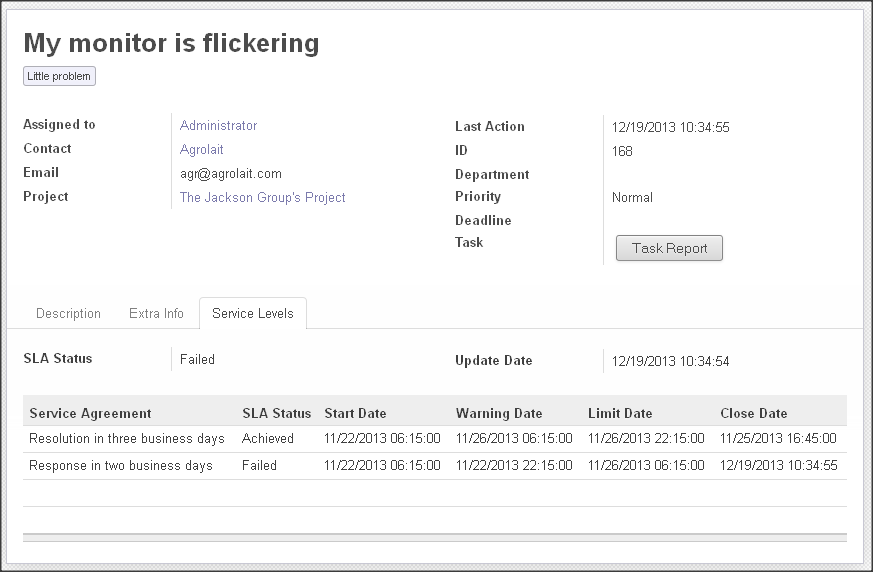 My monitor is flickering
Little problem
Assigned to Administrator
Contact Agrolait
Email agr@agrolait.com
Project The Jackson Group's Project
Last Action 12/19/2013 10:34:55
ID 168
Department
Priority Normal
Deadline
Task Task Report
Description Extra Info Service Levels
SLA Status Failed Update Date 12/19/2013 10:34:54
Service Agreement SLA Status Start Date Warning Date Limit Date Close Date
Resolution in three business days Achieved 11/22/2013 06:15:00 11/26/2013 06:15:00 11/26/2013 22:15:00 11/25/2013 16:45:00
Response in two business days Failed 11/22/2013 06:15:00 11/22/2013 22:15:00 11/26/2013 06:15:00 12/19/2013 10:34:55